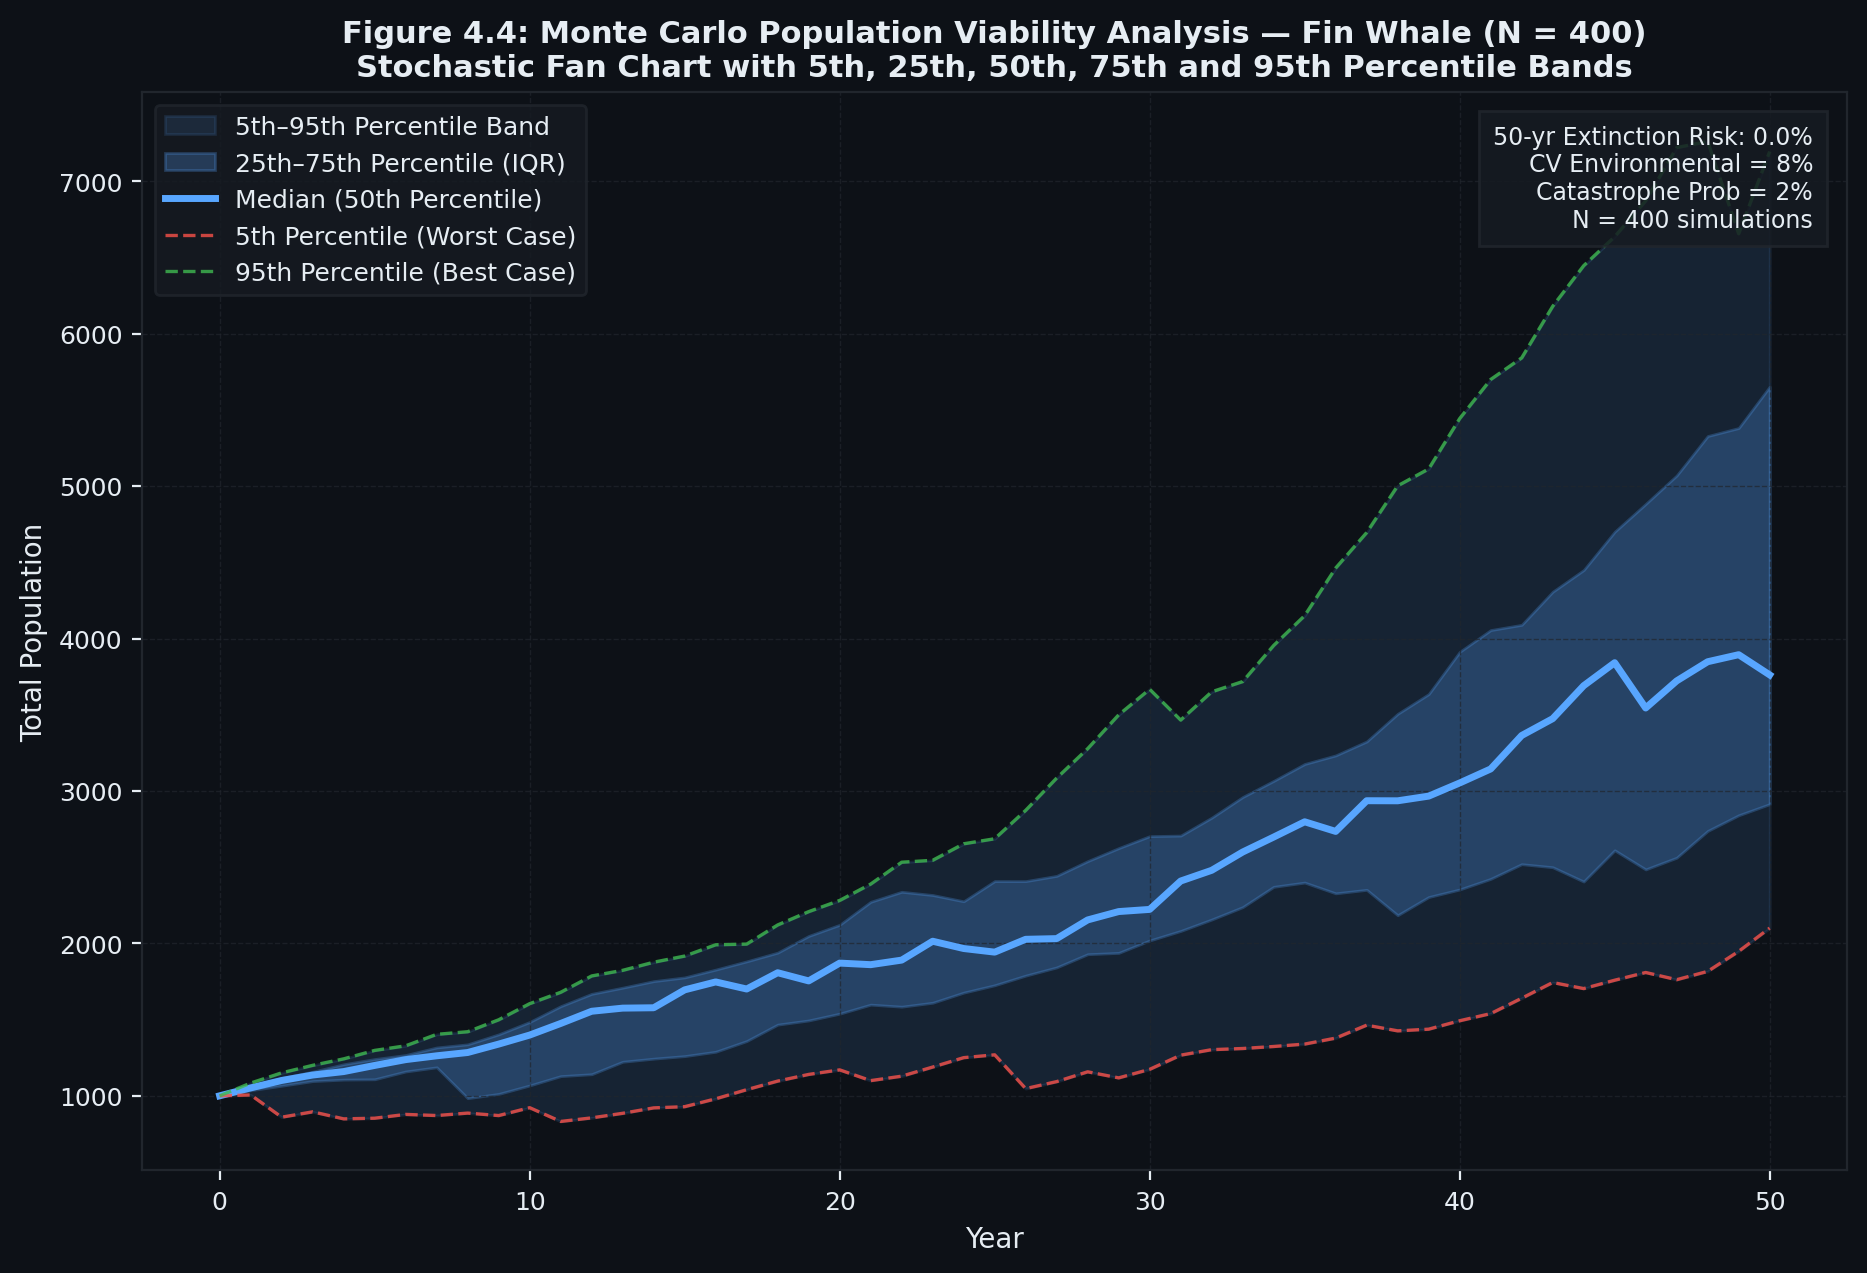 Figure 4.4: Monte Carlo Population Viability Analysis — Fin Whale (N = 400)
Stochastic Fan Chart with 5th, 25th, 50th, 75th and 95th Percentile Bands
5th–95th Percentile Band
25th–75th Percentile (IQR)
Median (50th Percentile)
5th Percentile (Worst Case)
95th Percentile (Best Case)
50-yr Extinction Risk: 0.0%
CV Environmental = 8%
Catastrophe Prob = 2%
N = 400 simulations
Total Population
7000
6000
5000
4000
3000
2000
1000
0
10
20
30
40
50
Year